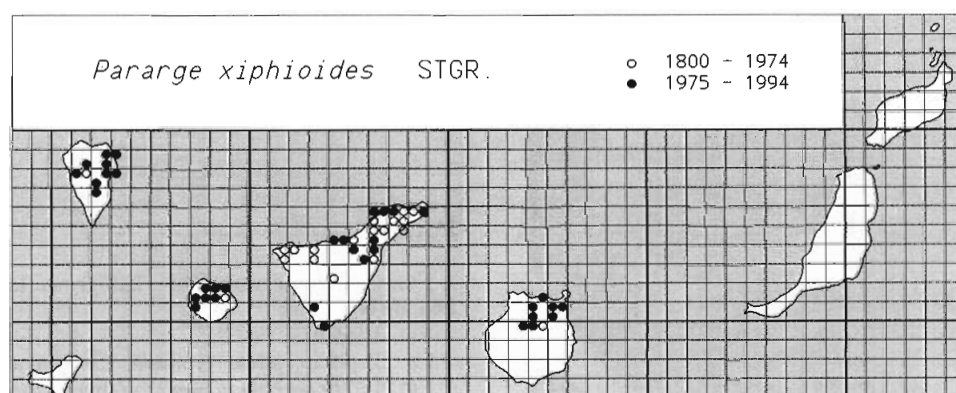 Pararge xiphioides STGR.
○ 1800 - 1974
● 1975 - 1994